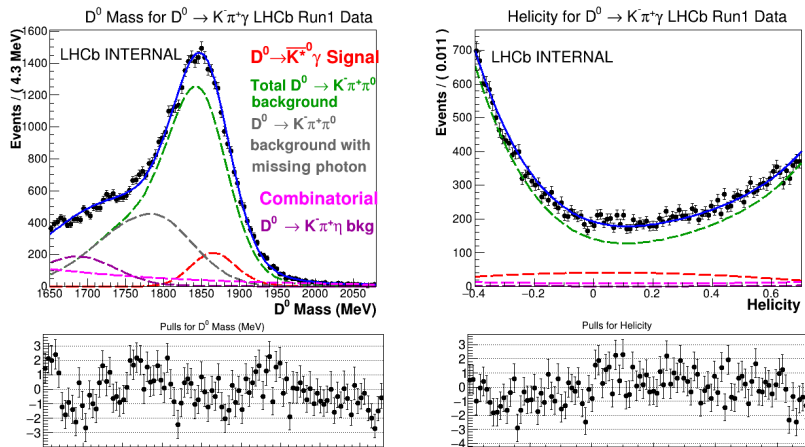 D⁰ Mass for D⁰ → K⁻π⁺γ LHCb Run1 Data
Events / ( 4.3 MeV )
1600
1400
1200
1000
800
600
400
200
0
LHCb INTERNAL
D⁰→K̅*̅⁰γ Signal
Total D⁰ → K⁻π⁺π⁰
background
D⁰ → K⁻π⁺π⁰
background with
missing photon
Combinatorial
D⁰ → K⁻π⁺η bkg
1650 1700 1750 1800 1850 1900 1950 2000 2050
D⁰ Mass (MeV)
Pulls for D⁰ Mass (MeV)
3
2
1
0
−1
−2
−3
Helicity for D⁰ → K⁻π⁺γ LHCb Run1 Data
Events / ( 0.011 )
700
600
500
400
300
200
100
0
LHCb INTERNAL
−0.4 −0.2 0 0.2 0.4 0.6
Helicity
Pulls for Helicity
3
2
1
0
−1
−2
−3
−4